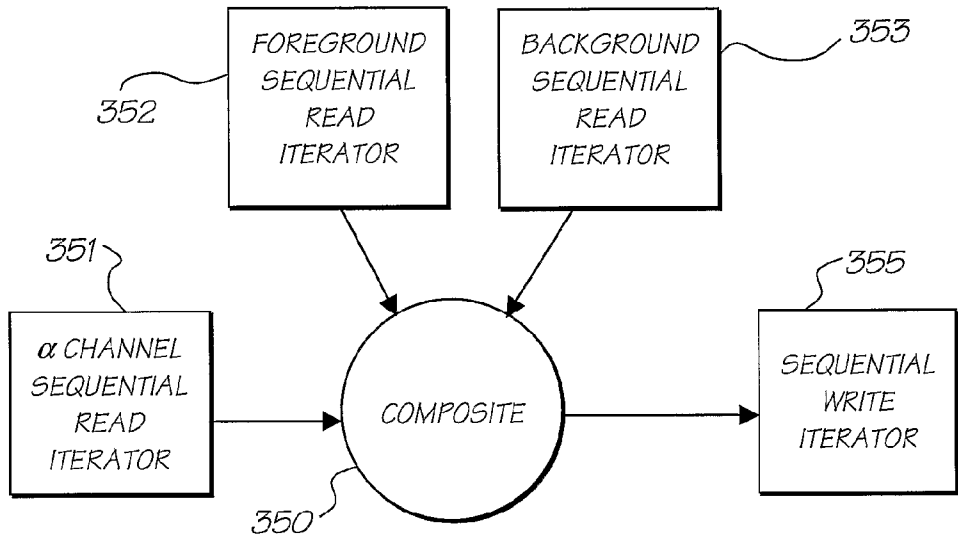 FOREGROUND
SEQUENTIAL
READ
ITERATOR
352
BACKGROUND
SEQUENTIAL
READ
ITERATOR
353
351
α CHANNEL
SEQUENTIAL
READ
ITERATOR
COMPOSITE
350
355
SEQUENTIAL
WRITE
ITERATOR